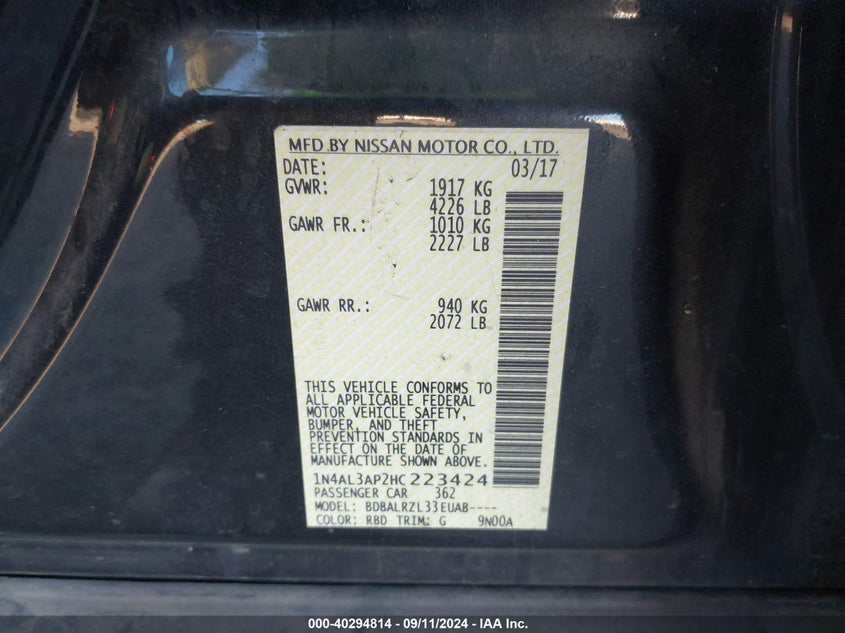 MFD BY NISSAN MOTOR CO., LTD.
DATE: 03/17
GVWR: 1917 KG
4226 LB
GAWR FR.: 1010 KG
2227 LB
GAWR RR.: 940 KG
2072 LB
THIS VEHICLE CONFORMS TO
ALL APPLICABLE FEDERAL
MOTOR VEHICLE SAFETY,
BUMPER, AND THEFT
PREVENTION STANDARDS IN
EFFECT ON THE DATE OF
MANUFACTURE SHOWN ABOVE.
1N4AL3AP2HC223424
PASSENGER CAR 362
MODEL: BDBALRZL33EUAB----
COLOR: RBD TRIM: G 9N00A
000-40294814 - 09/11/2024 - IAA Inc.